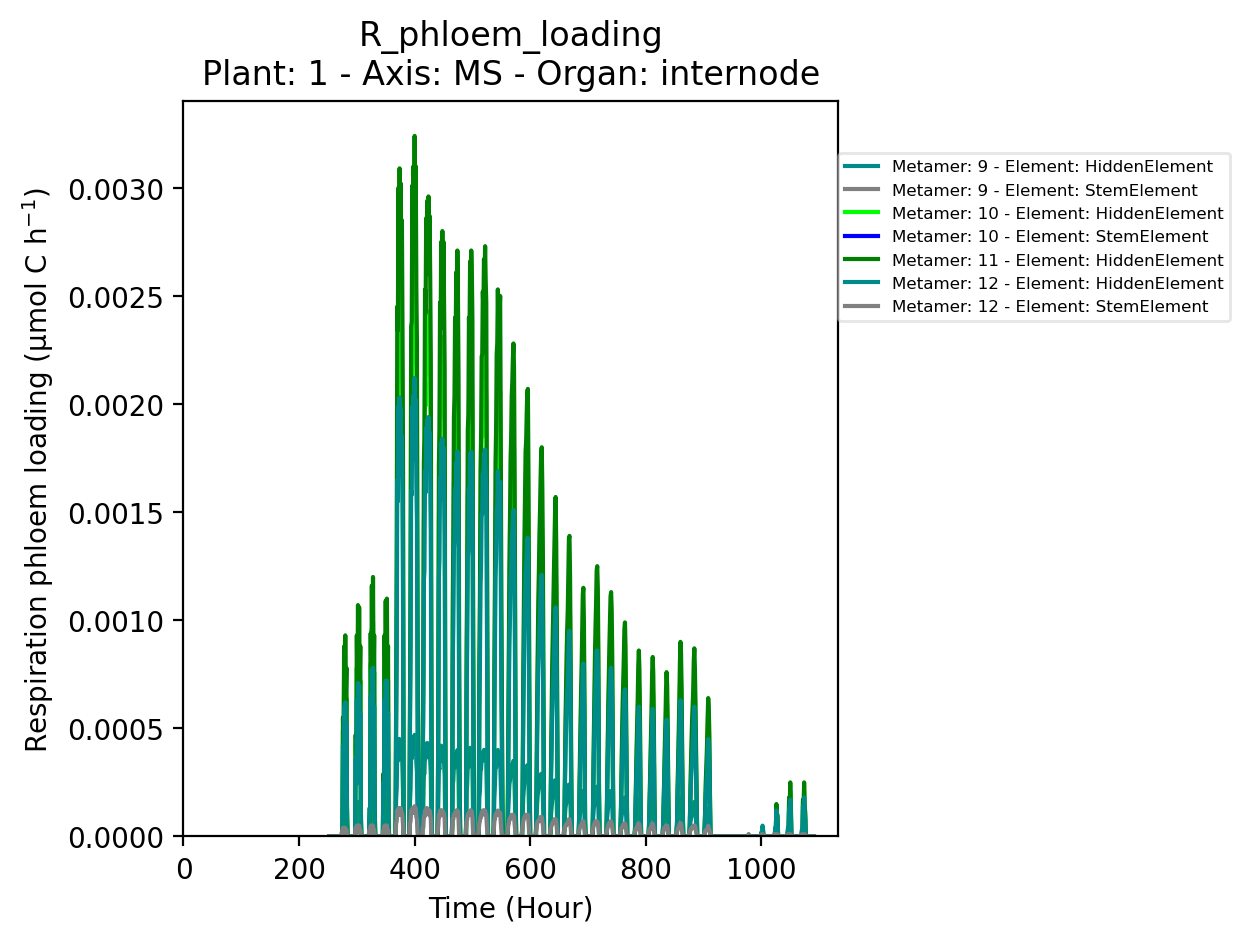 R_phloem_loading
Plant: 1 - Axis: MS - Organ: internode
Respiration phloem loading (µmol C h⁻¹)
0.0030
0.0025
0.0020
0.0015
0.0010
0.0005
0.0000
0 200 400 600 800 1000
Time (Hour)
Metamer: 9 - Element: HiddenElement
Metamer: 9 - Element: StemElement
Metamer: 10 - Element: HiddenElement
Metamer: 10 - Element: StemElement
Metamer: 11 - Element: HiddenElement
Metamer: 12 - Element: HiddenElement
Metamer: 12 - Element: StemElement